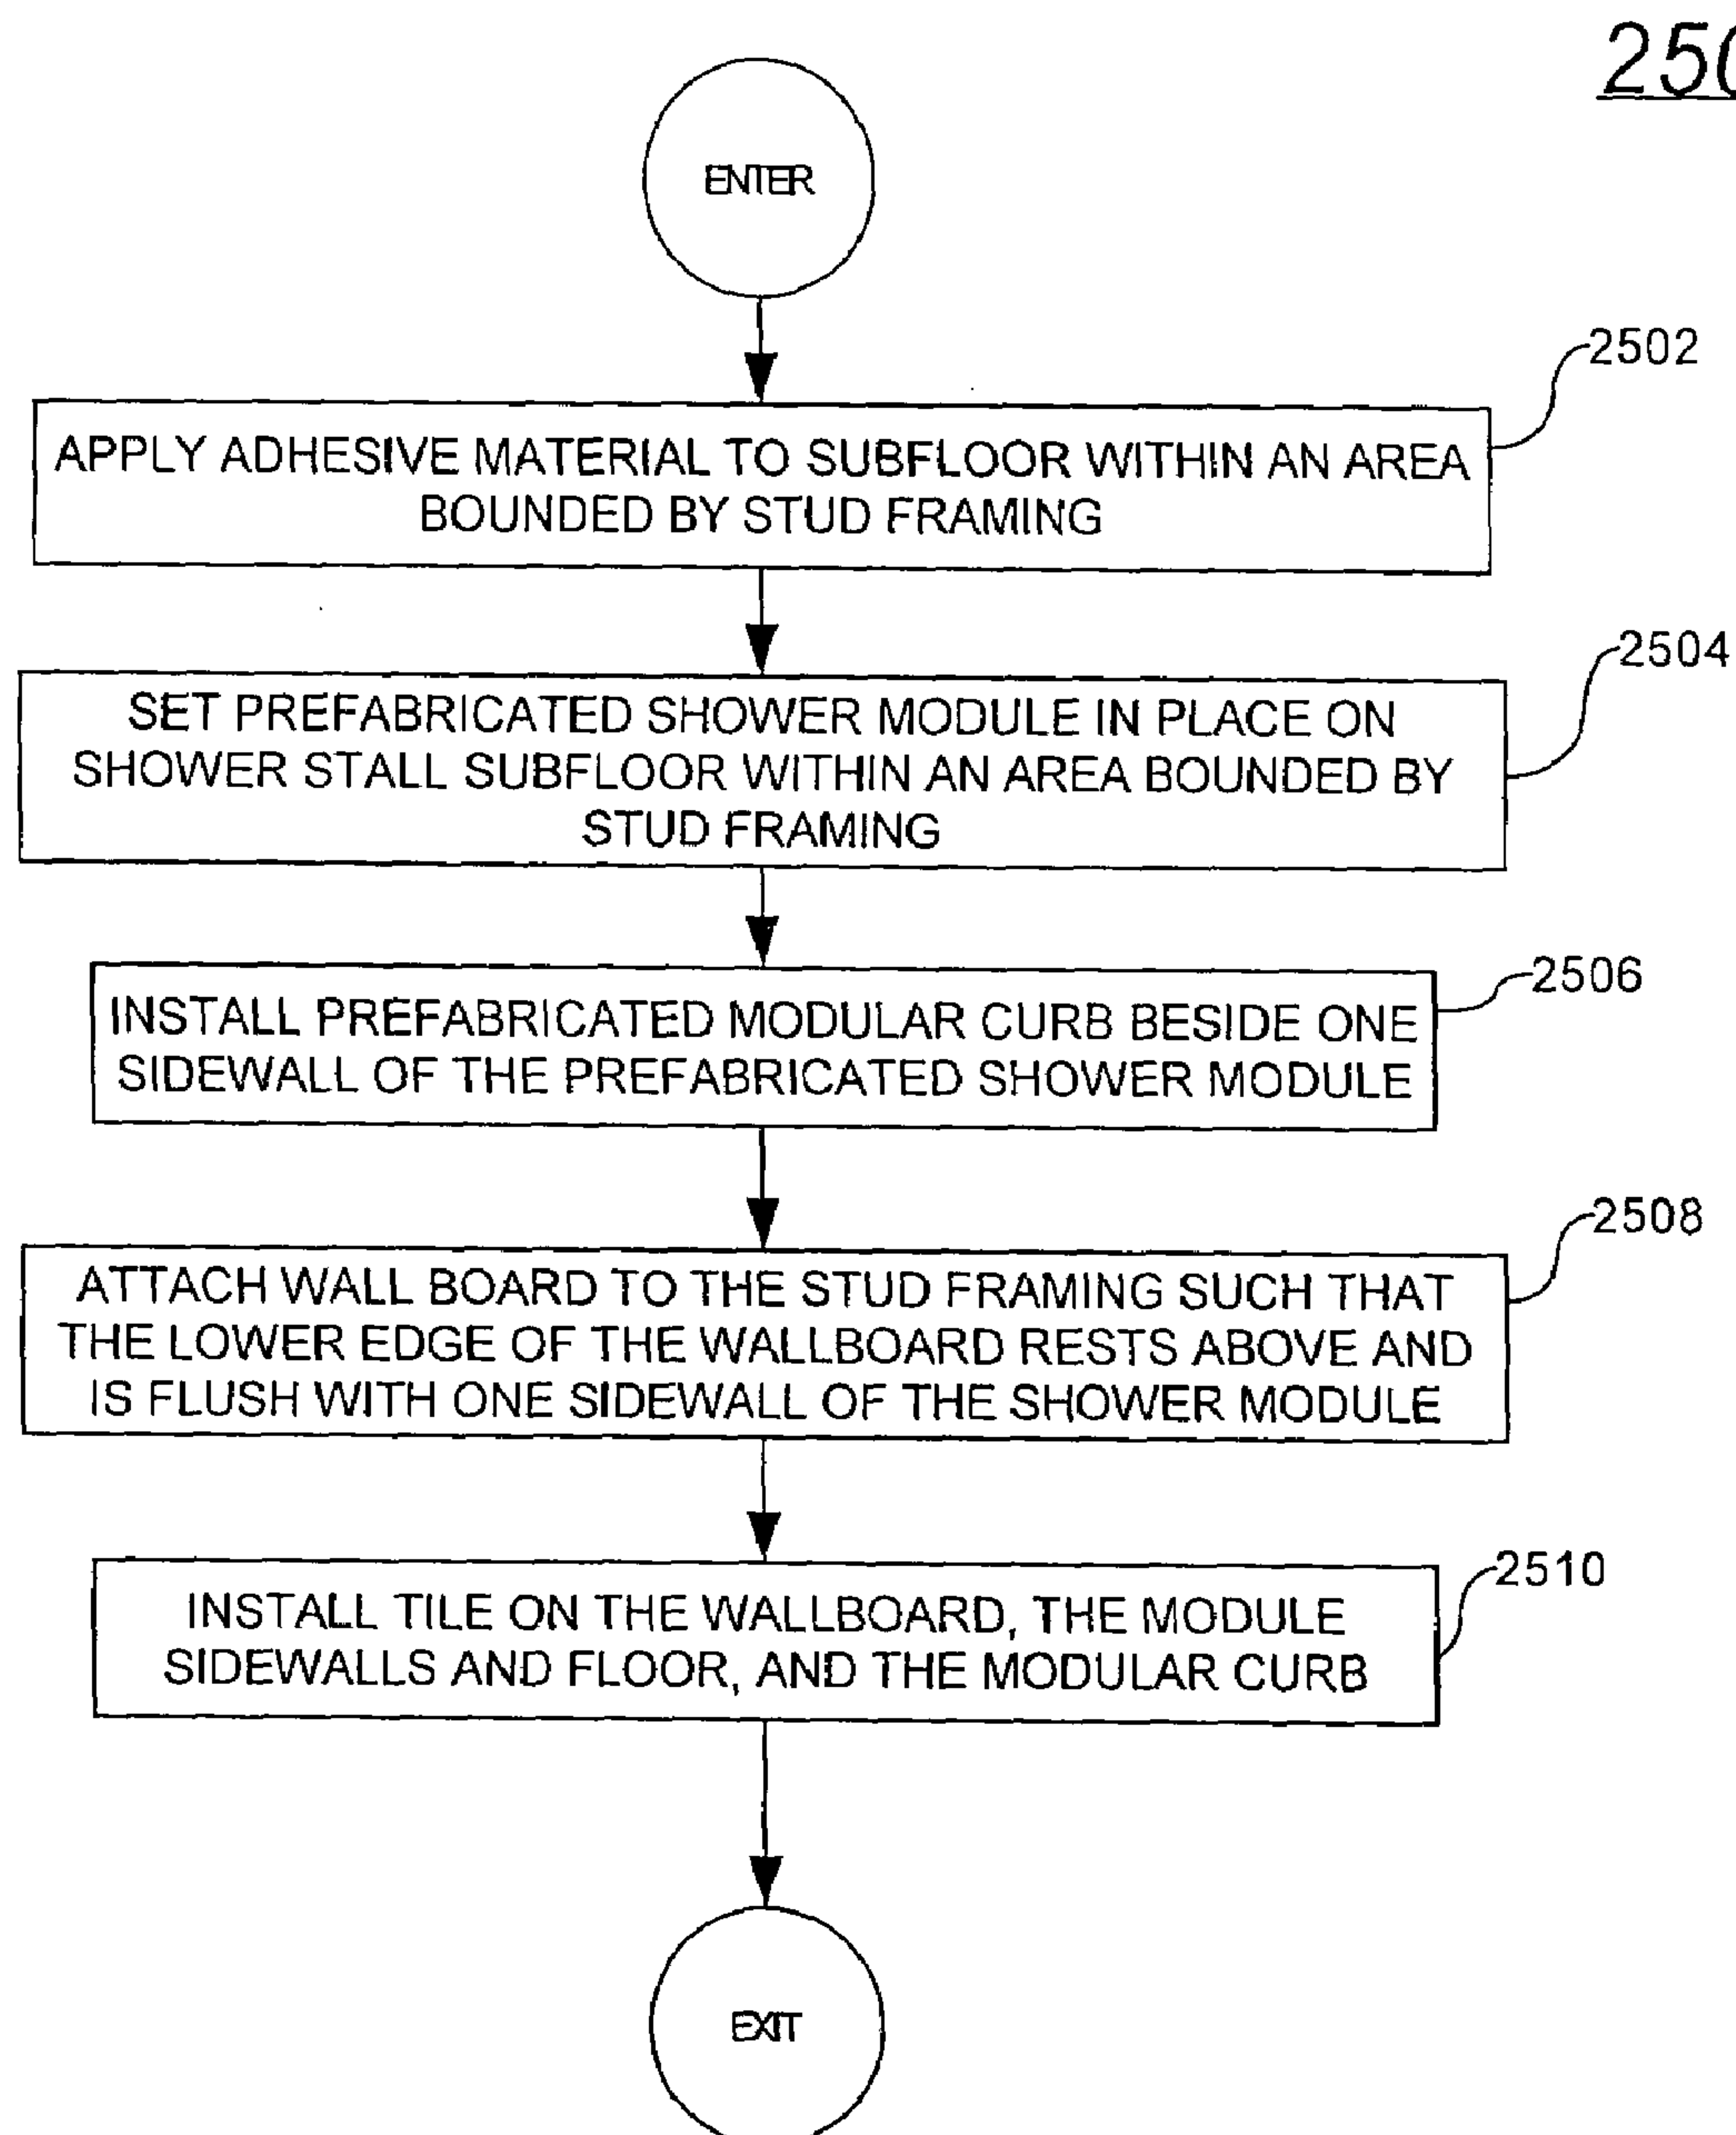 ENTER
2502
APPLY ADHESIVE MATERIAL TO SUBFLOOR WITHIN AN AREA
BOUNDED BY STUD FRAMING
2504
SET PREFABRICATED SHOWER MODULE IN PLACE ON
SHOWER STALL SUBFLOOR WITHIN AN AREA BOUNDED BY
STUD FRAMING
2506
INSTALL PREFABRICATED MODULAR CURB BESIDE ONE
SIDEWALL OF THE PREFABRICATED SHOWER MODULE
2508
ATTACH WALL BOARD TO THE STUD FRAMING SUCH THAT
THE LOWER EDGE OF THE WALLBOARD RESTS ABOVE AND
IS FLUSH WITH ONE SIDEWALL OF THE SHOWER MODULE
2510
INSTALL TILE ON THE WALLBOARD, THE MODULE
SIDEWALLS AND FLOOR, AND THE MODULAR CURB
EXIT